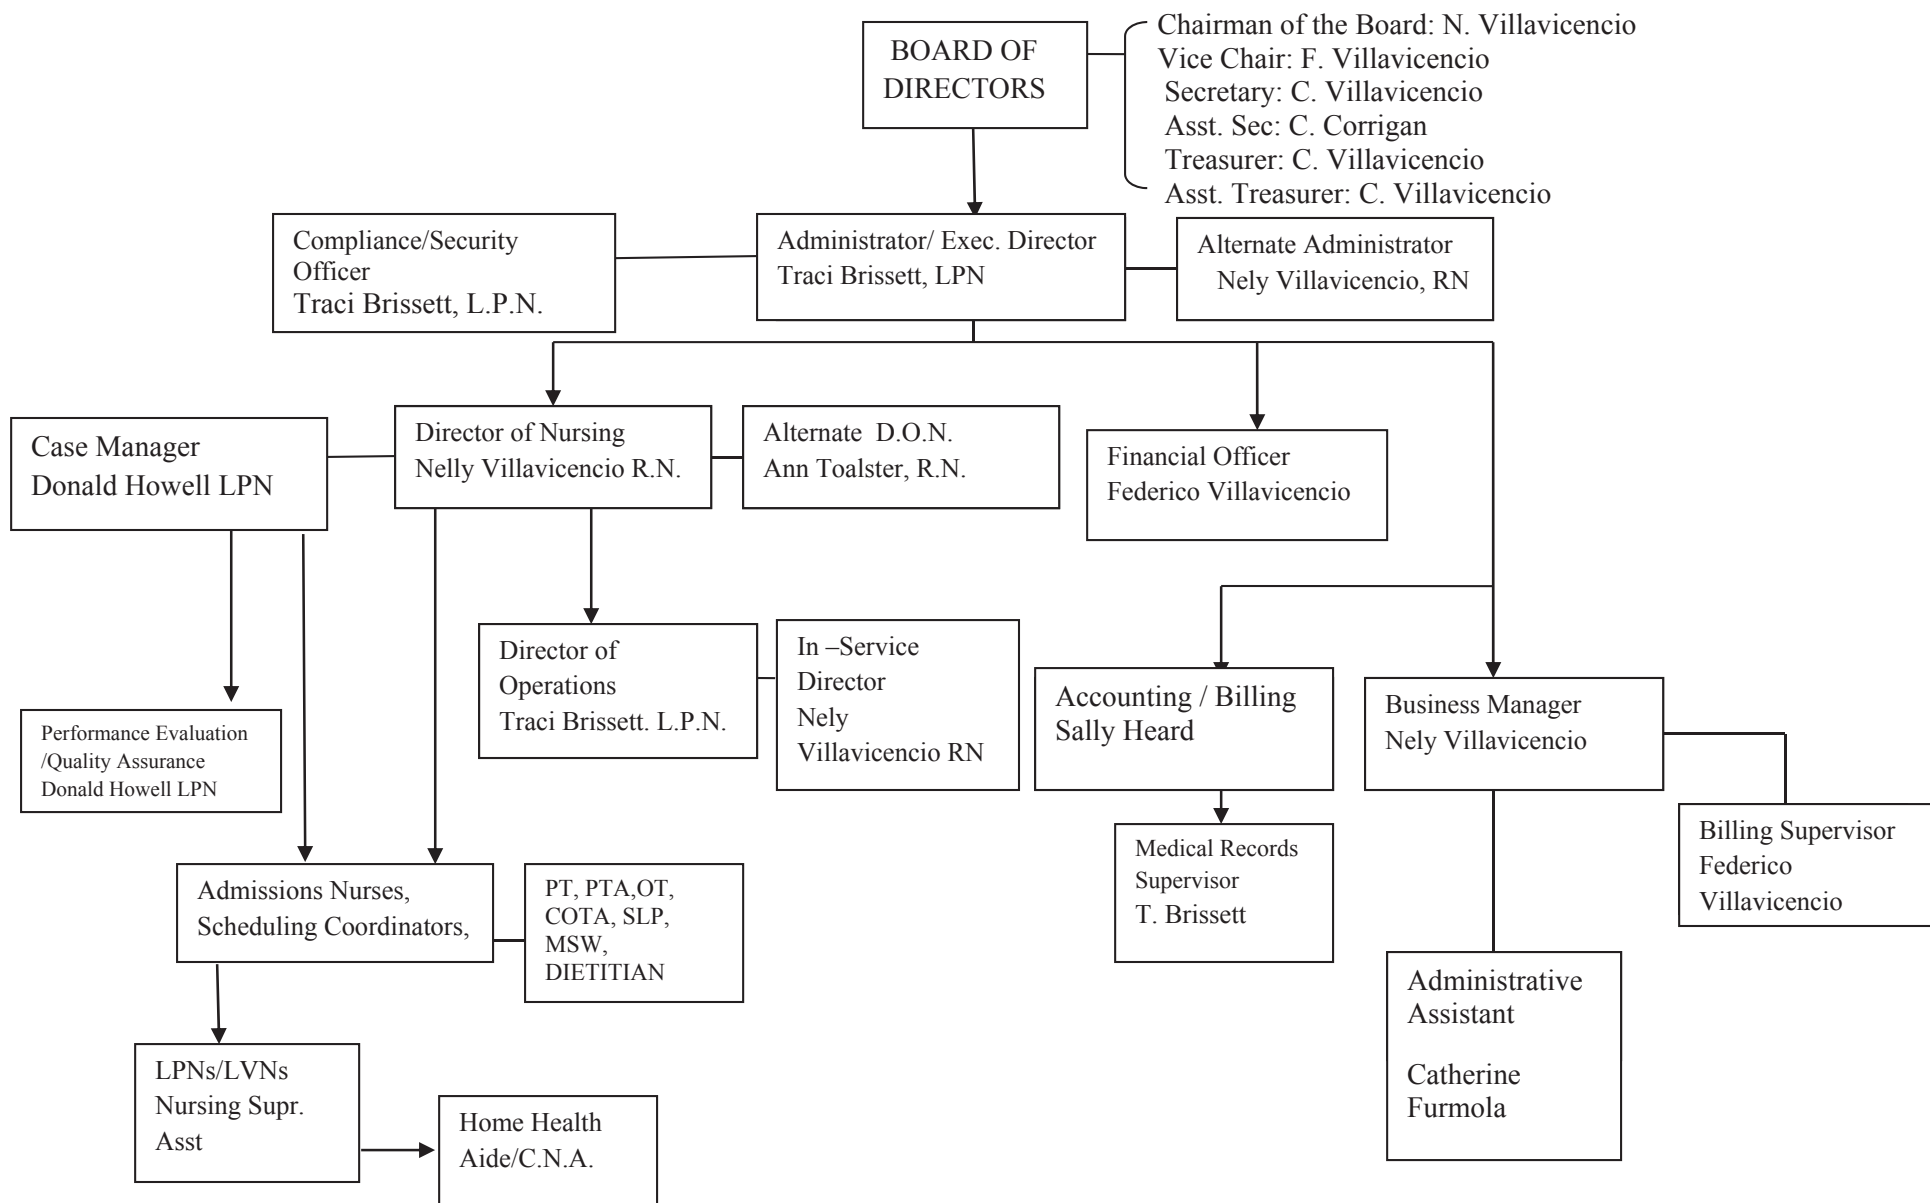 BOARD OF
DIRECTORS
Chairman of the Board: N. Villavicencio
Vice Chair: F. Villavicencio
Secretary: C. Villavicencio
Asst. Sec: C. Corrigan
Treasurer: C. Villavicencio
Asst. Treasurer: C. Villavicencio
Compliance/Security
Officer
Traci Brissett, L.P.N.
Administrator/ Exec. Director
Traci Brissett, LPN
Alternate Administrator
Nely Villavicencio, RN
Case Manager
Donald Howell LPN
Director of Nursing
Nelly Villavicencio R.N.
Alternate D.O.N.
Ann Toalster, R.N.
Financial Officer
Federico Villavicencio
Director of
Operations
Traci Brissett. L.P.N.
In –Service
Director
Nely
Villavicencio RN
Accounting / Billing
Sally Heard
Business Manager
Nely Villavicencio
Performance Evaluation
/Quality Assurance
Donald Howell LPN
Billing Supervisor
Federico
Villavicencio
Medical Records
Supervisor
T. Brissett
Admissions Nurses,
Scheduling Coordinators,
PT, PTA,OT,
COTA, SLP,
MSW,
DIETITIAN
Administrative
Assistant
Catherine
Furmola
LPNs/LVNs
Nursing Supr.
Asst
Home Health
Aide/C.N.A.